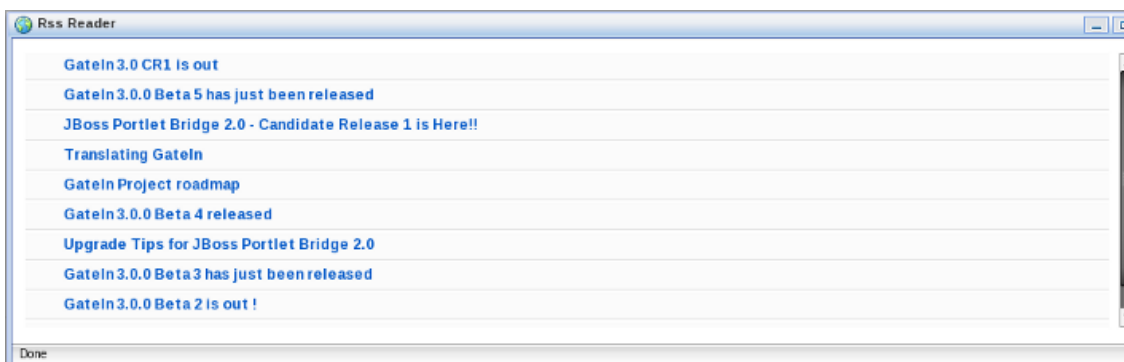 Rss Reader
GateIn 3.0 CR1 is out
GateIn 3.0.0 Beta 5 has just been released
JBoss Portlet Bridge 2.0 - Candidate Release 1 is Here!!
Translating GateIn
GateIn Project roadmap
GateIn 3.0.0 Beta 4 released
Upgrade Tips for JBoss Portlet Bridge 2.0
GateIn 3.0.0 Beta 3 has just been released
GateIn 3.0.0 Beta 2 is out !
Done